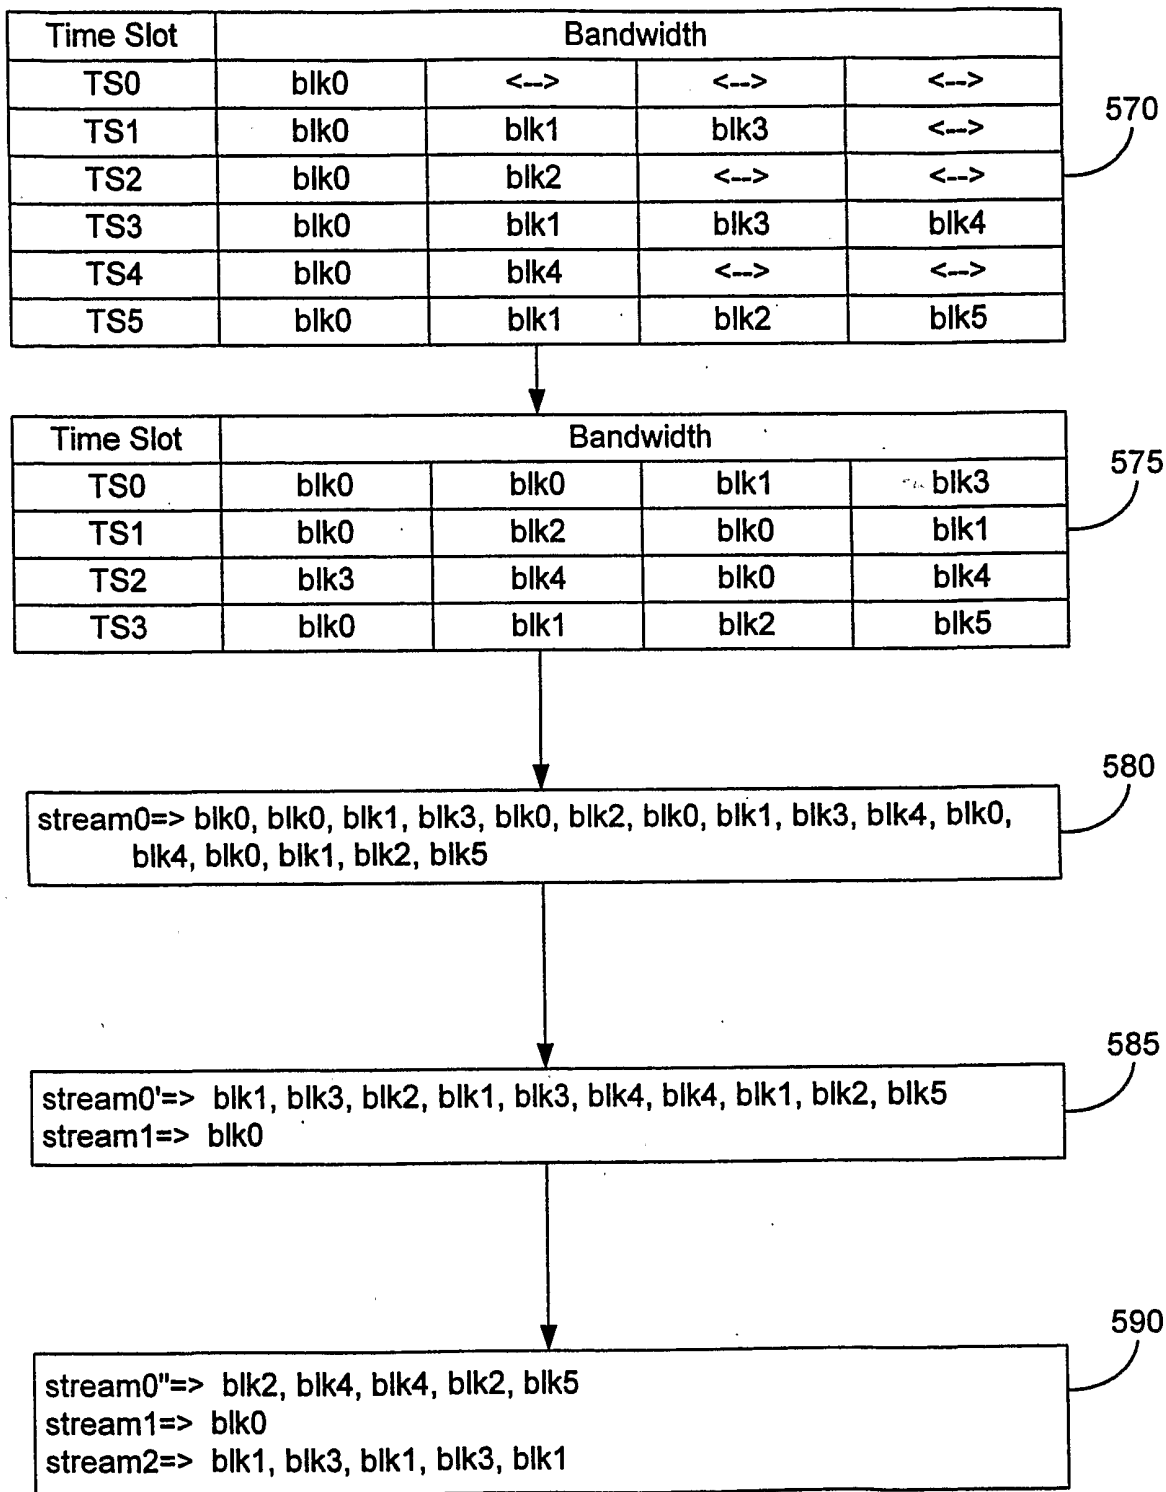 Time Slot Bandwidth
TS0 blk0 <--> <--> <-->
TS1 blk0 blk1 blk3 <-->
TS2 blk0 blk2 <--> <-->
TS3 blk0 blk1 blk3 blk4
TS4 blk0 blk4 <--> <-->
TS5 blk0 blk1 blk2 blk5
570
Time Slot Bandwidth
TS0 blk0 blk0 blk1 blk3
TS1 blk0 blk2 blk0 blk1
TS2 blk3 blk4 blk0 blk4
TS3 blk0 blk1 blk2 blk5
575
580
stream0=> blk0, blk0, blk1, blk3, blk0, blk2, blk0, blk1, blk3, blk4, blk0,
blk4, blk0, blk1, blk2, blk5
585
stream0'=> blk1, blk3, blk2, blk1, blk3, blk4, blk4, blk1, blk2, blk5
stream1=> blk0
590
stream0"=> blk2, blk4, blk4, blk2, blk5
stream1=> blk0
stream2=> blk1, blk3, blk1, blk3, blk1